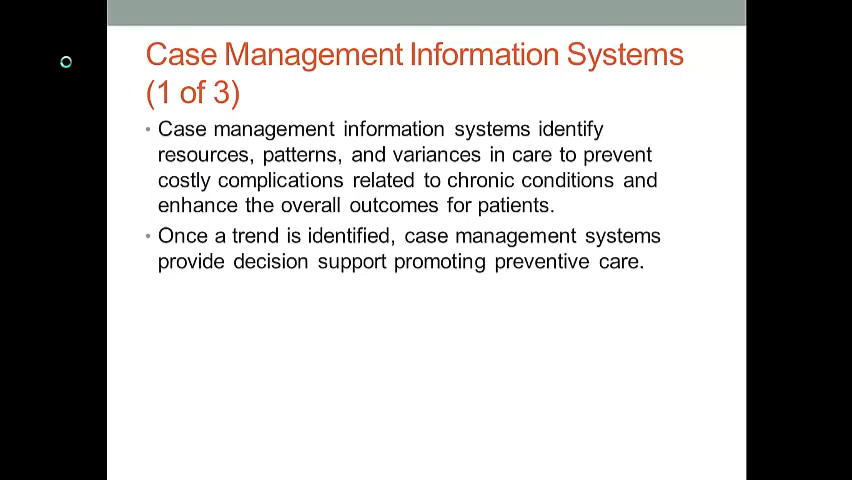 Case Management Information Systems
(1 of 3)
• Case management information systems identify
resources, patterns, and variances in care to prevent
costly complications related to chronic conditions and
enhance the overall outcomes for patients.
• Once a trend is identified, case management systems
provide decision support promoting preventive care.